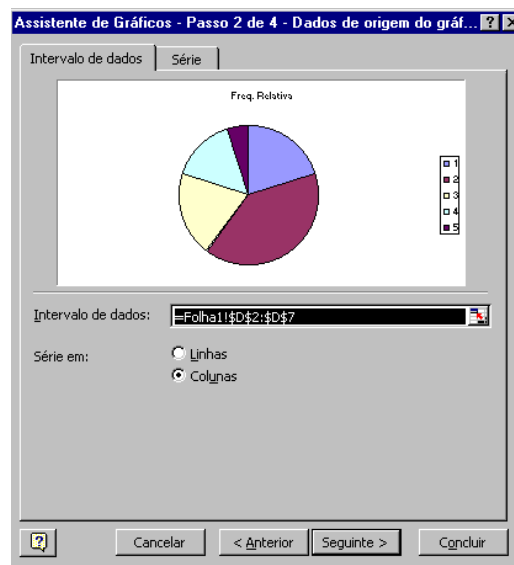 Assistente de Gráficos - Passo 2 de 4 - Dados de origem do gráf...
Intervalo de dados
Série
Freq. Relativa
1
2
3
4
5
Intervalo de dados:
=Folha1!$D$2:$D$7
Série em:
Linhas
Colunas
Cancelar
< Anterior
Seguinte >
Concluir